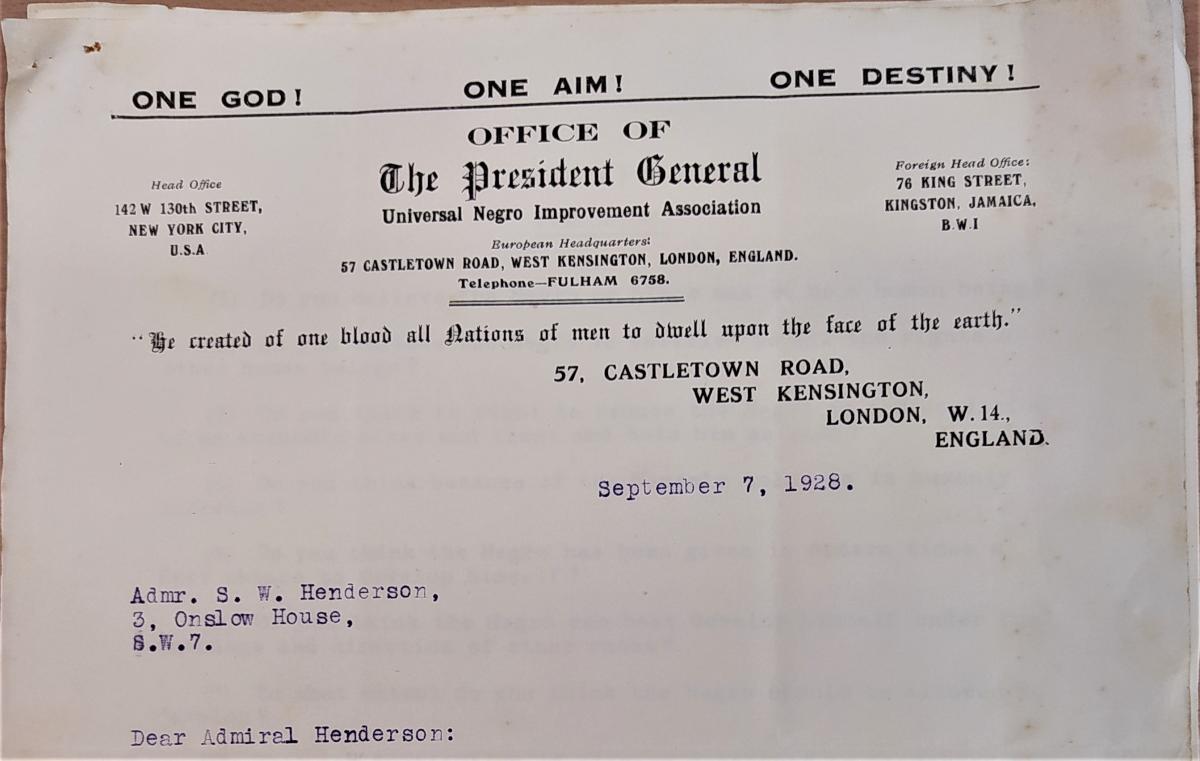 ONE GOD! ONE AIM! ONE DESTINY!
OFFICE OF
The President General
Universal Negro Improvement Association
Head Office
142 W 130th STREET,
NEW YORK CITY,
U.S.A.
Foreign Head Office:
76 KING STREET,
KINGSTON, JAMAICA,
B.W.I
European Headquarters:
57 CASTLETOWN ROAD, WEST KENSINGTON, LONDON, ENGLAND.
Telephone—FULHAM 6758.
"He created of one blood all Nations of men to dwell upon the face of the earth."
57, CASTLETOWN ROAD,
WEST KENSINGTON,
LONDON, W.14.,
ENGLAND.
September 7, 1928.
Admr. S. W. Henderson,
3, Onslow House,
S.W.7.
Dear Admiral Henderson: